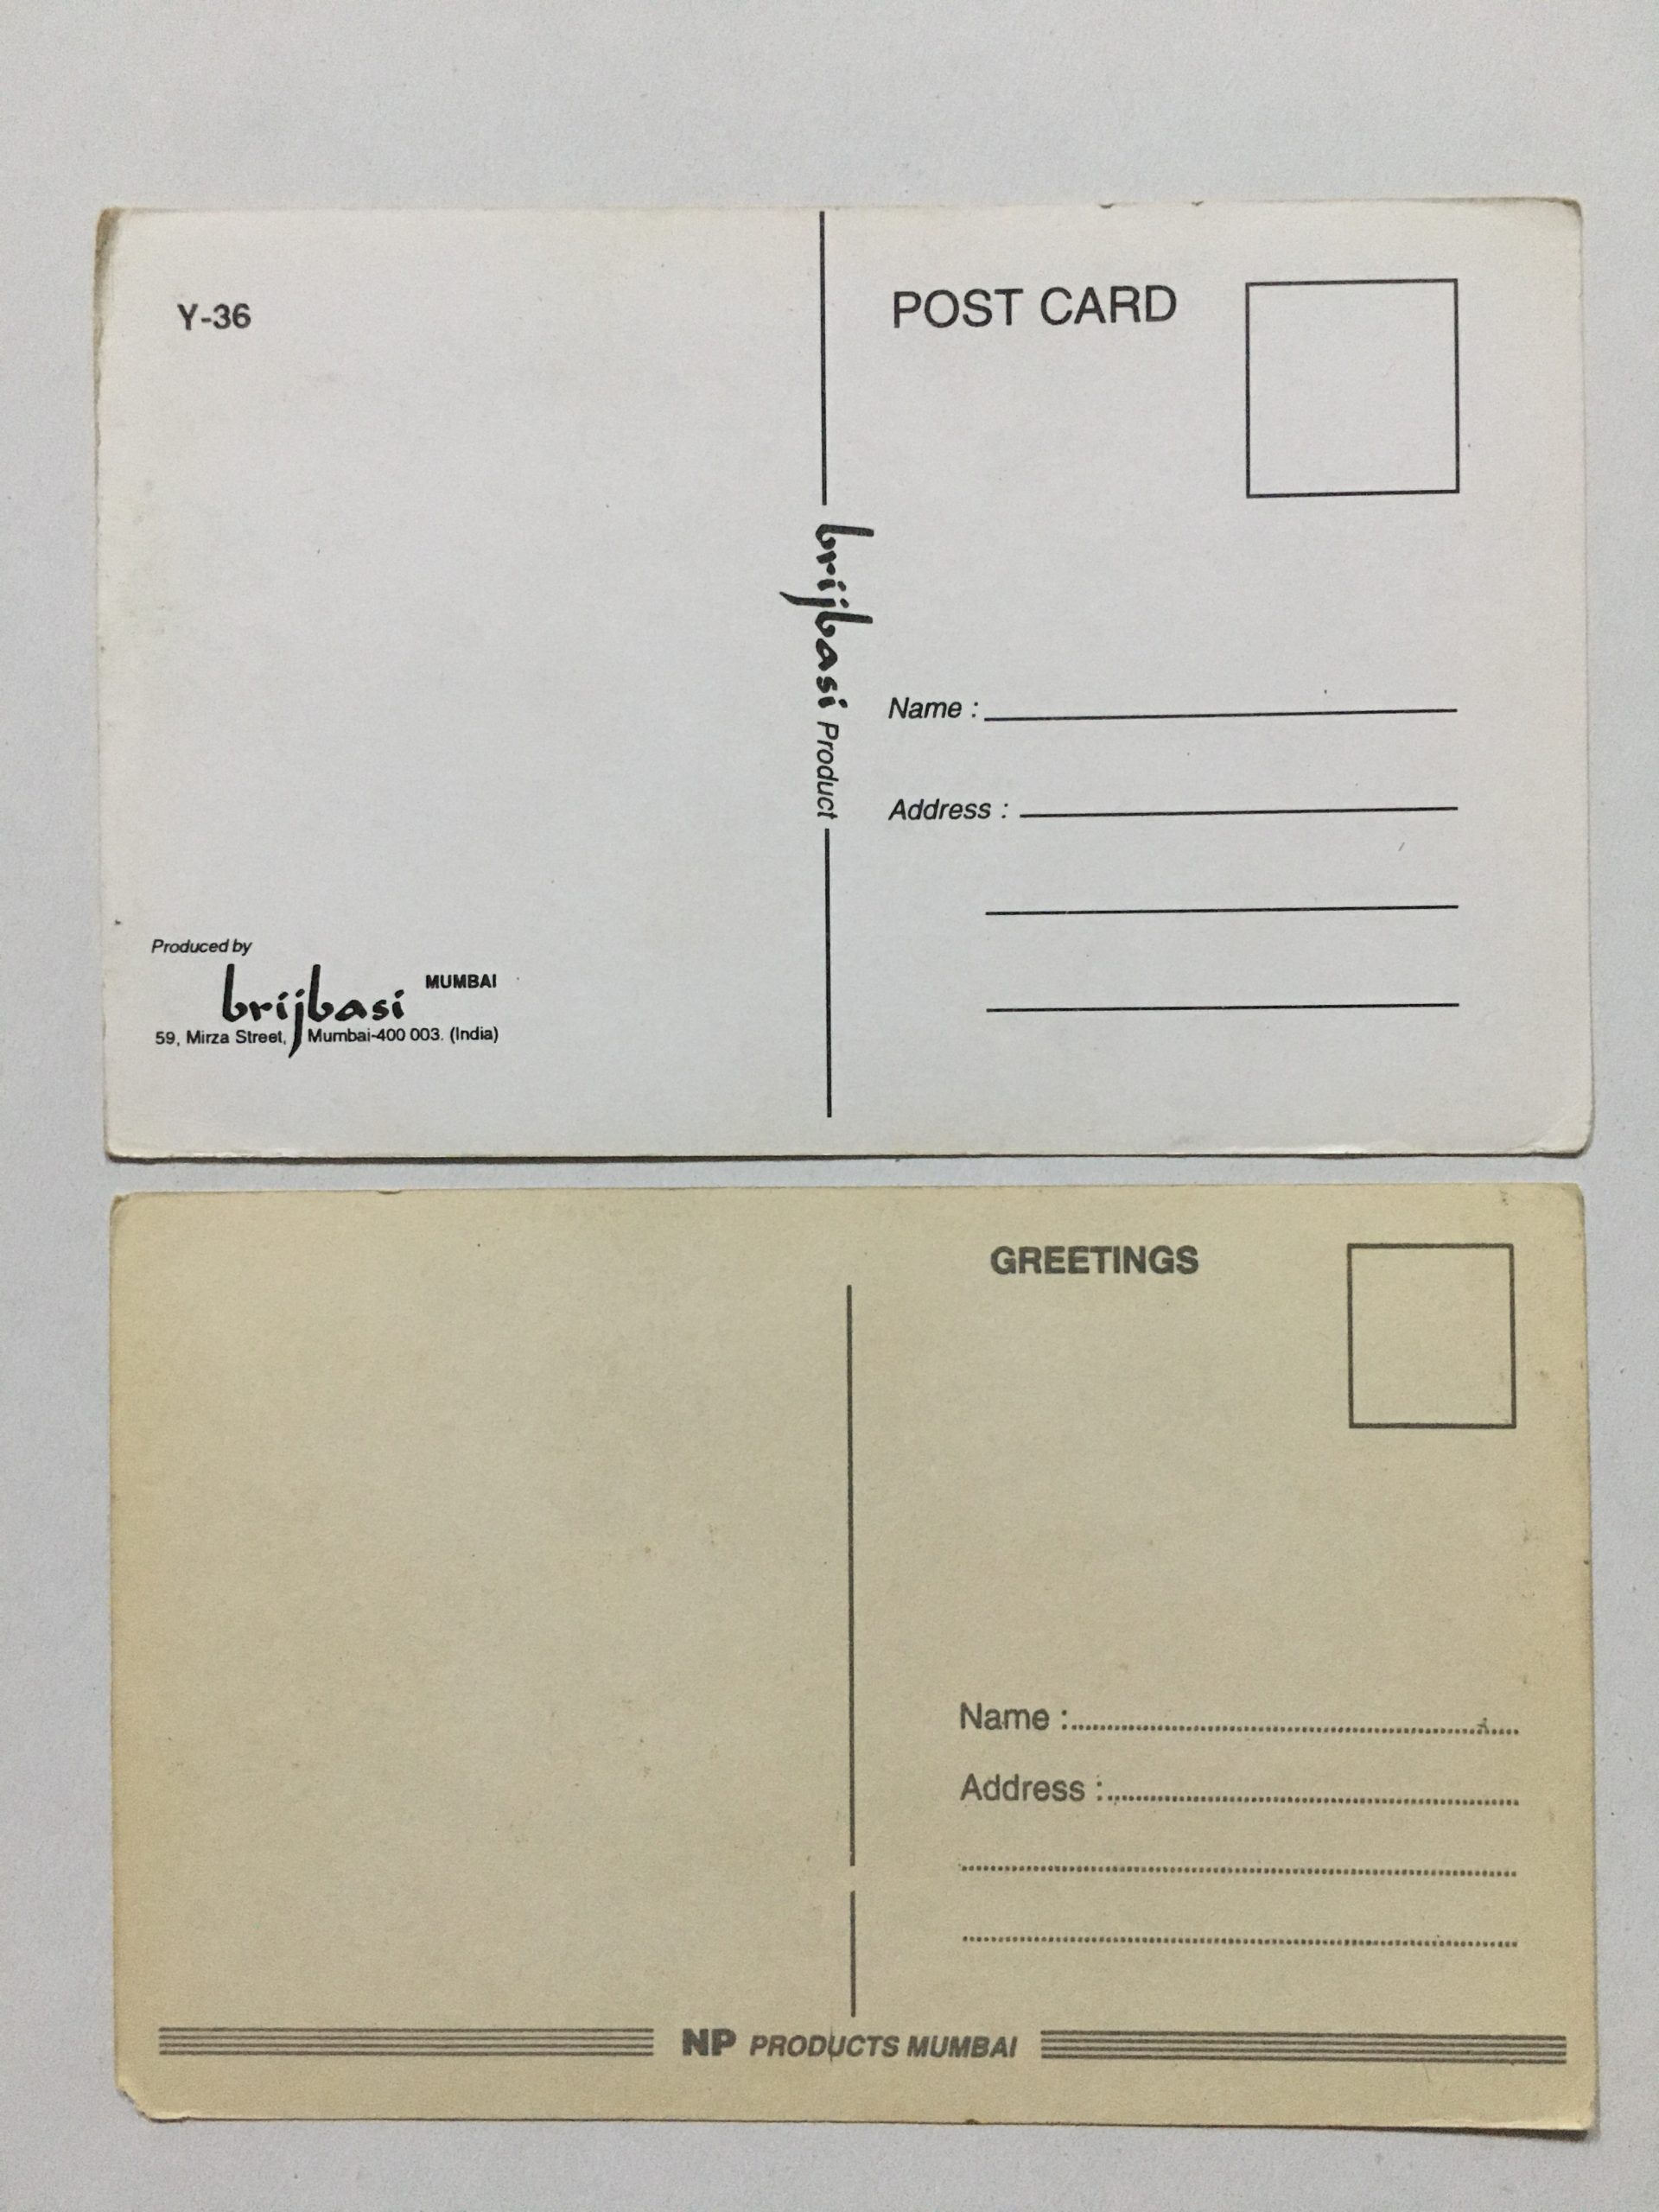 Y-36
POST CARD
brijbasi Product
Name :
Address :
Produced by
brijbasi MUMBAI
59, Mirza Street, Mumbai-400 003. (India)
GREETINGS
Name :
Address :
NP PRODUCTS MUMBAI